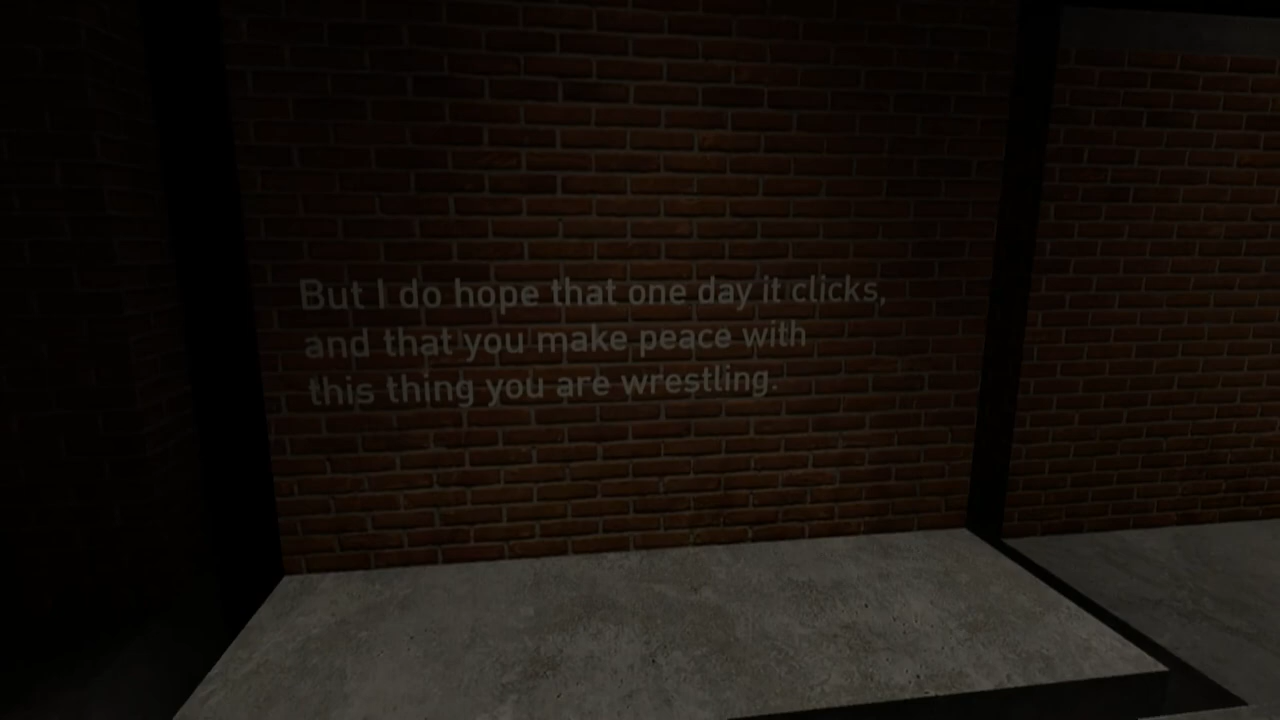 But I do hope that one day it clicks,
and that you make peace with
this thing you are wrestling.